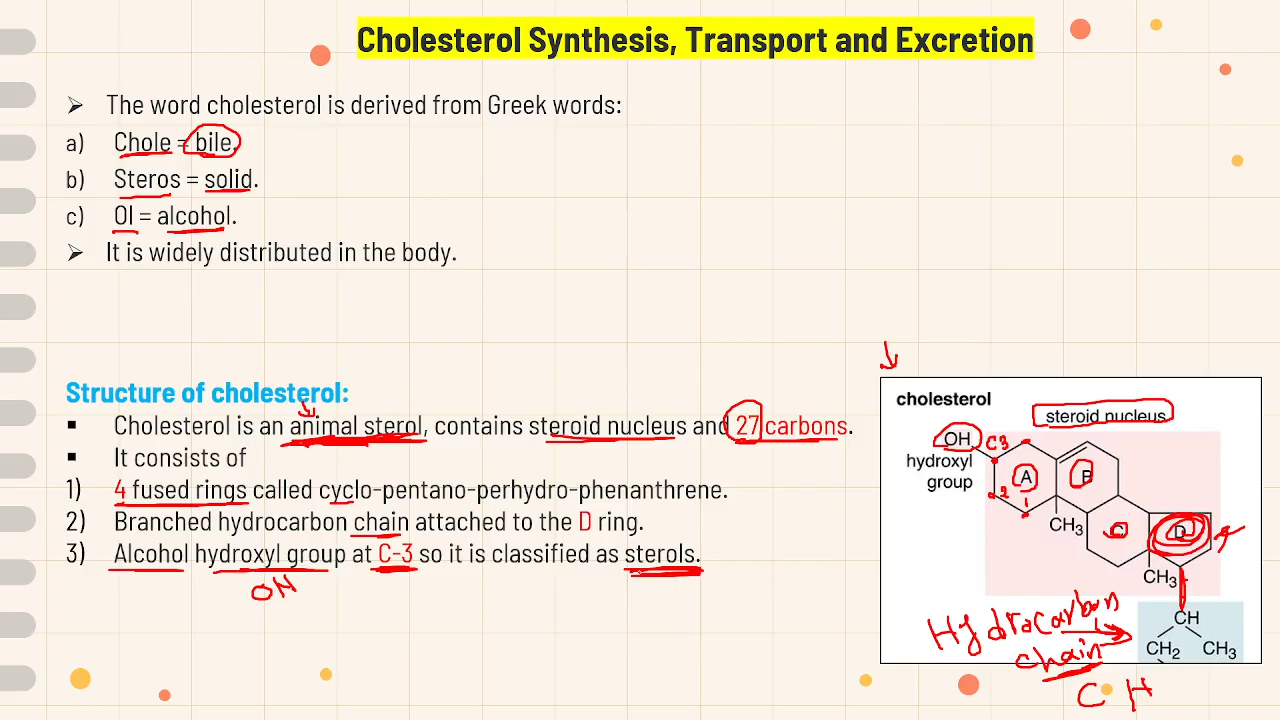 Cholesterol Synthesis, Transport and Excretion
➤ The word cholesterol is derived from Greek words:
a) Chole = bile.
b) Steros = solid.
c) Ol = alcohol.
➤ It is widely distributed in the body.
Structure of cholesterol:
▪ Cholesterol is an animal sterol, contains steroid nucleus and 27 carbons.
▪ It consists of
1) 4 fused rings called cyclo-pentano-perhydro-phenanthrene.
2) Branched hydrocarbon chain attached to the D ring.
3) Alcohol hydroxyl group at C-3 so it is classified as sterols.
OH
cholesterol
steroid nucleus
OH C3
hydroxyl
group
A B
2 1
CH3 C D
CH3
Hydrocarbon
chain
CH
CH2 CH3
C H